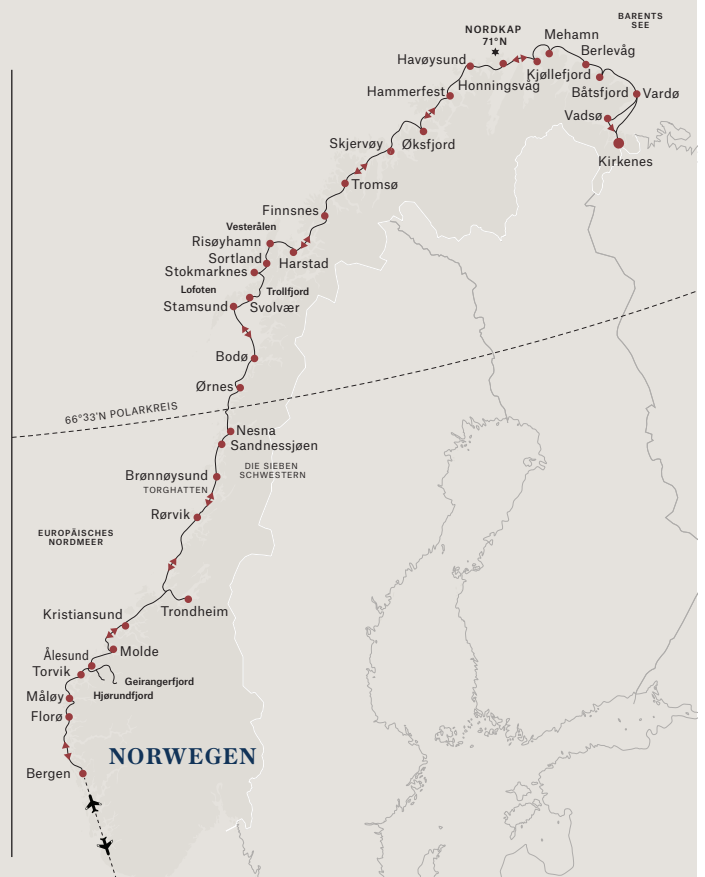 BARENTS
SEE
NORDKAP
71°N
Mehamn
Berlevåg
Havøysund
Kjøllefjord
Honningsvåg
Hammerfest
Båtsfjord
Vardø
Vadsø
Skjervøy
Øksfjord
Kirkenes
Tromsø
Finnsnes
Vesterålen
Risøyhamn
Sortland
Harstad
Stokmarknes
Lofoten
Trollfjord
Stamsund
Svolvær
Bodø
Ørnes
66°33'N POLARKREIS
Nesna
Sandnessjøen
DIE SIEBEN
SCHWESTERN
Brønnøysund
TORGHATTEN
Rørvik
EUROPÄISCHES
NORDMEER
Trondheim
Kristiansund
Molde
Ålesund
Torvik
Geirangerfjord
Hjørundfjord
Måløy
Florø
NORWEGEN
Bergen